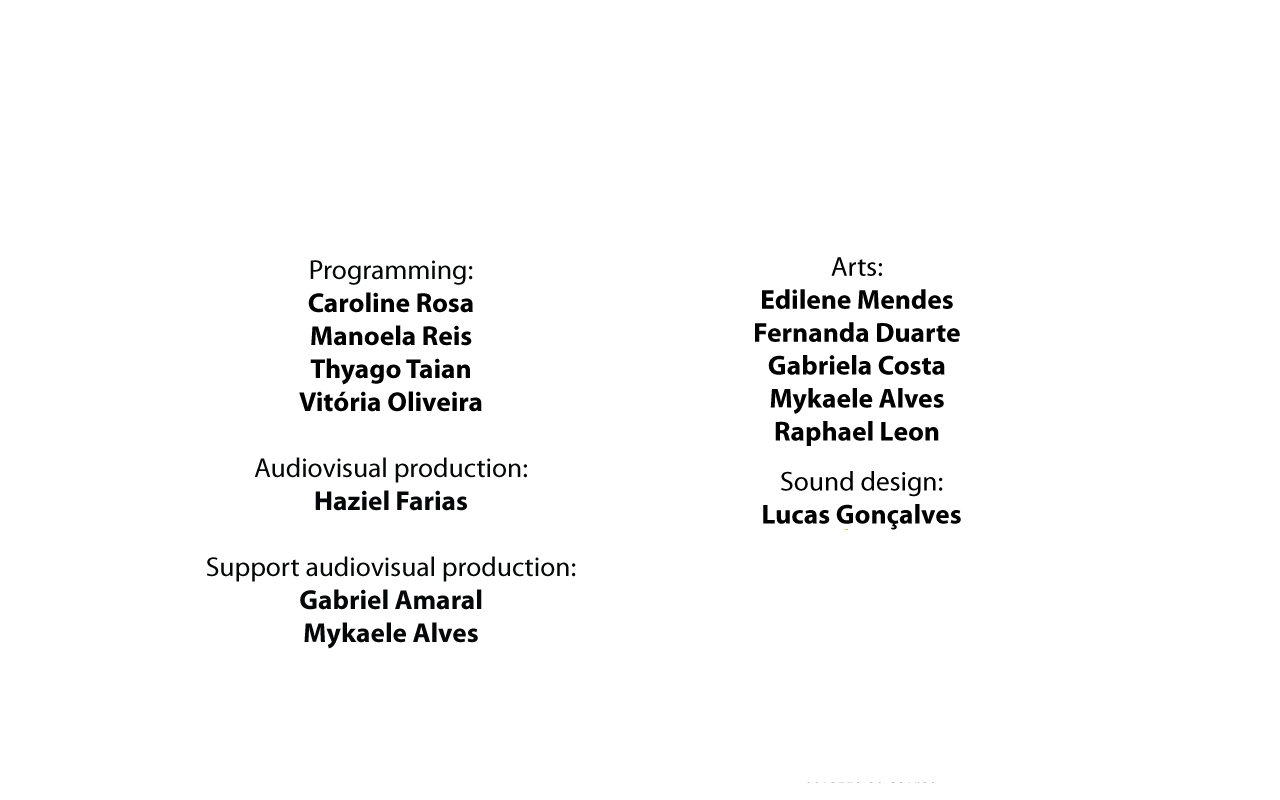 Programming:
Caroline Rosa
Manoela Reis
Thyago Taian
Vitória Oliveira
Audiovisual production:
Haziel Farias
Support audiovisual production:
Gabriel Amaral
Mykaele Alves
Arts:
Edilene Mendes
Fernanda Duarte
Gabriela Costa
Mykaele Alves
Raphael Leon
Sound design:
Lucas Gonçalves